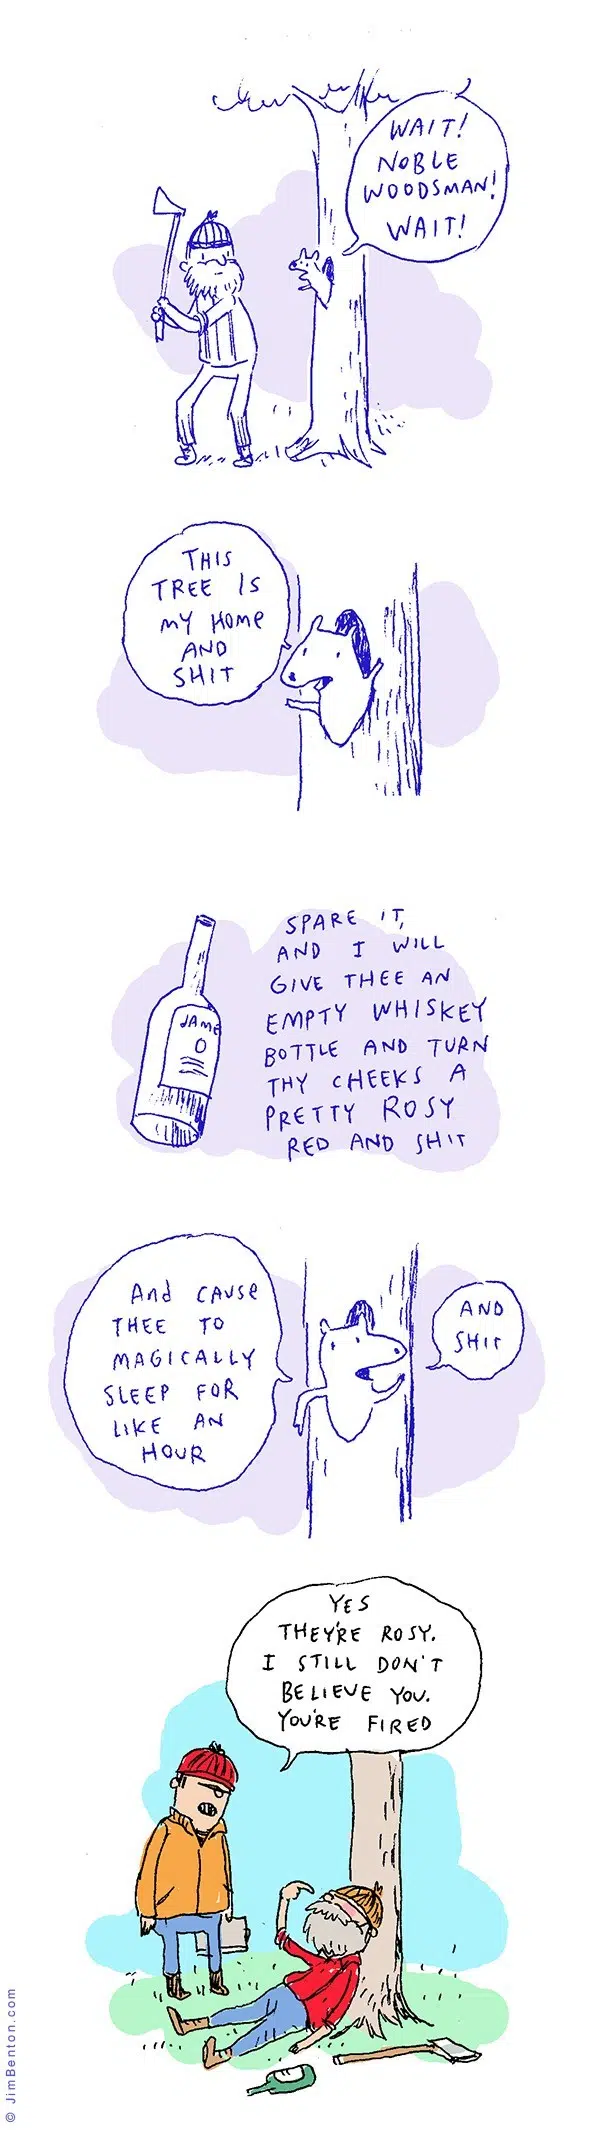 WAIT!
NOBLE
WOODSMAN!
WAIT!
THIS
TREE IS
MY HOME
AND
SHIT
SPARE IT,
AND I WILL
GIVE THEE AN
EMPTY WHISKEY
BOTTLE AND TURN
THY CHEEKS A
PRETTY ROSY
RED AND SHIT
JAME
O
And CAUSE
THEE TO
MAGICALLY
SLEEP FOR
LIKE AN
HOUR
AND
SHIT
YES
THEY'RE ROSY.
I STILL DON'T
BELIEVE YOU.
YOU'RE FIRED
© JimBenton.com